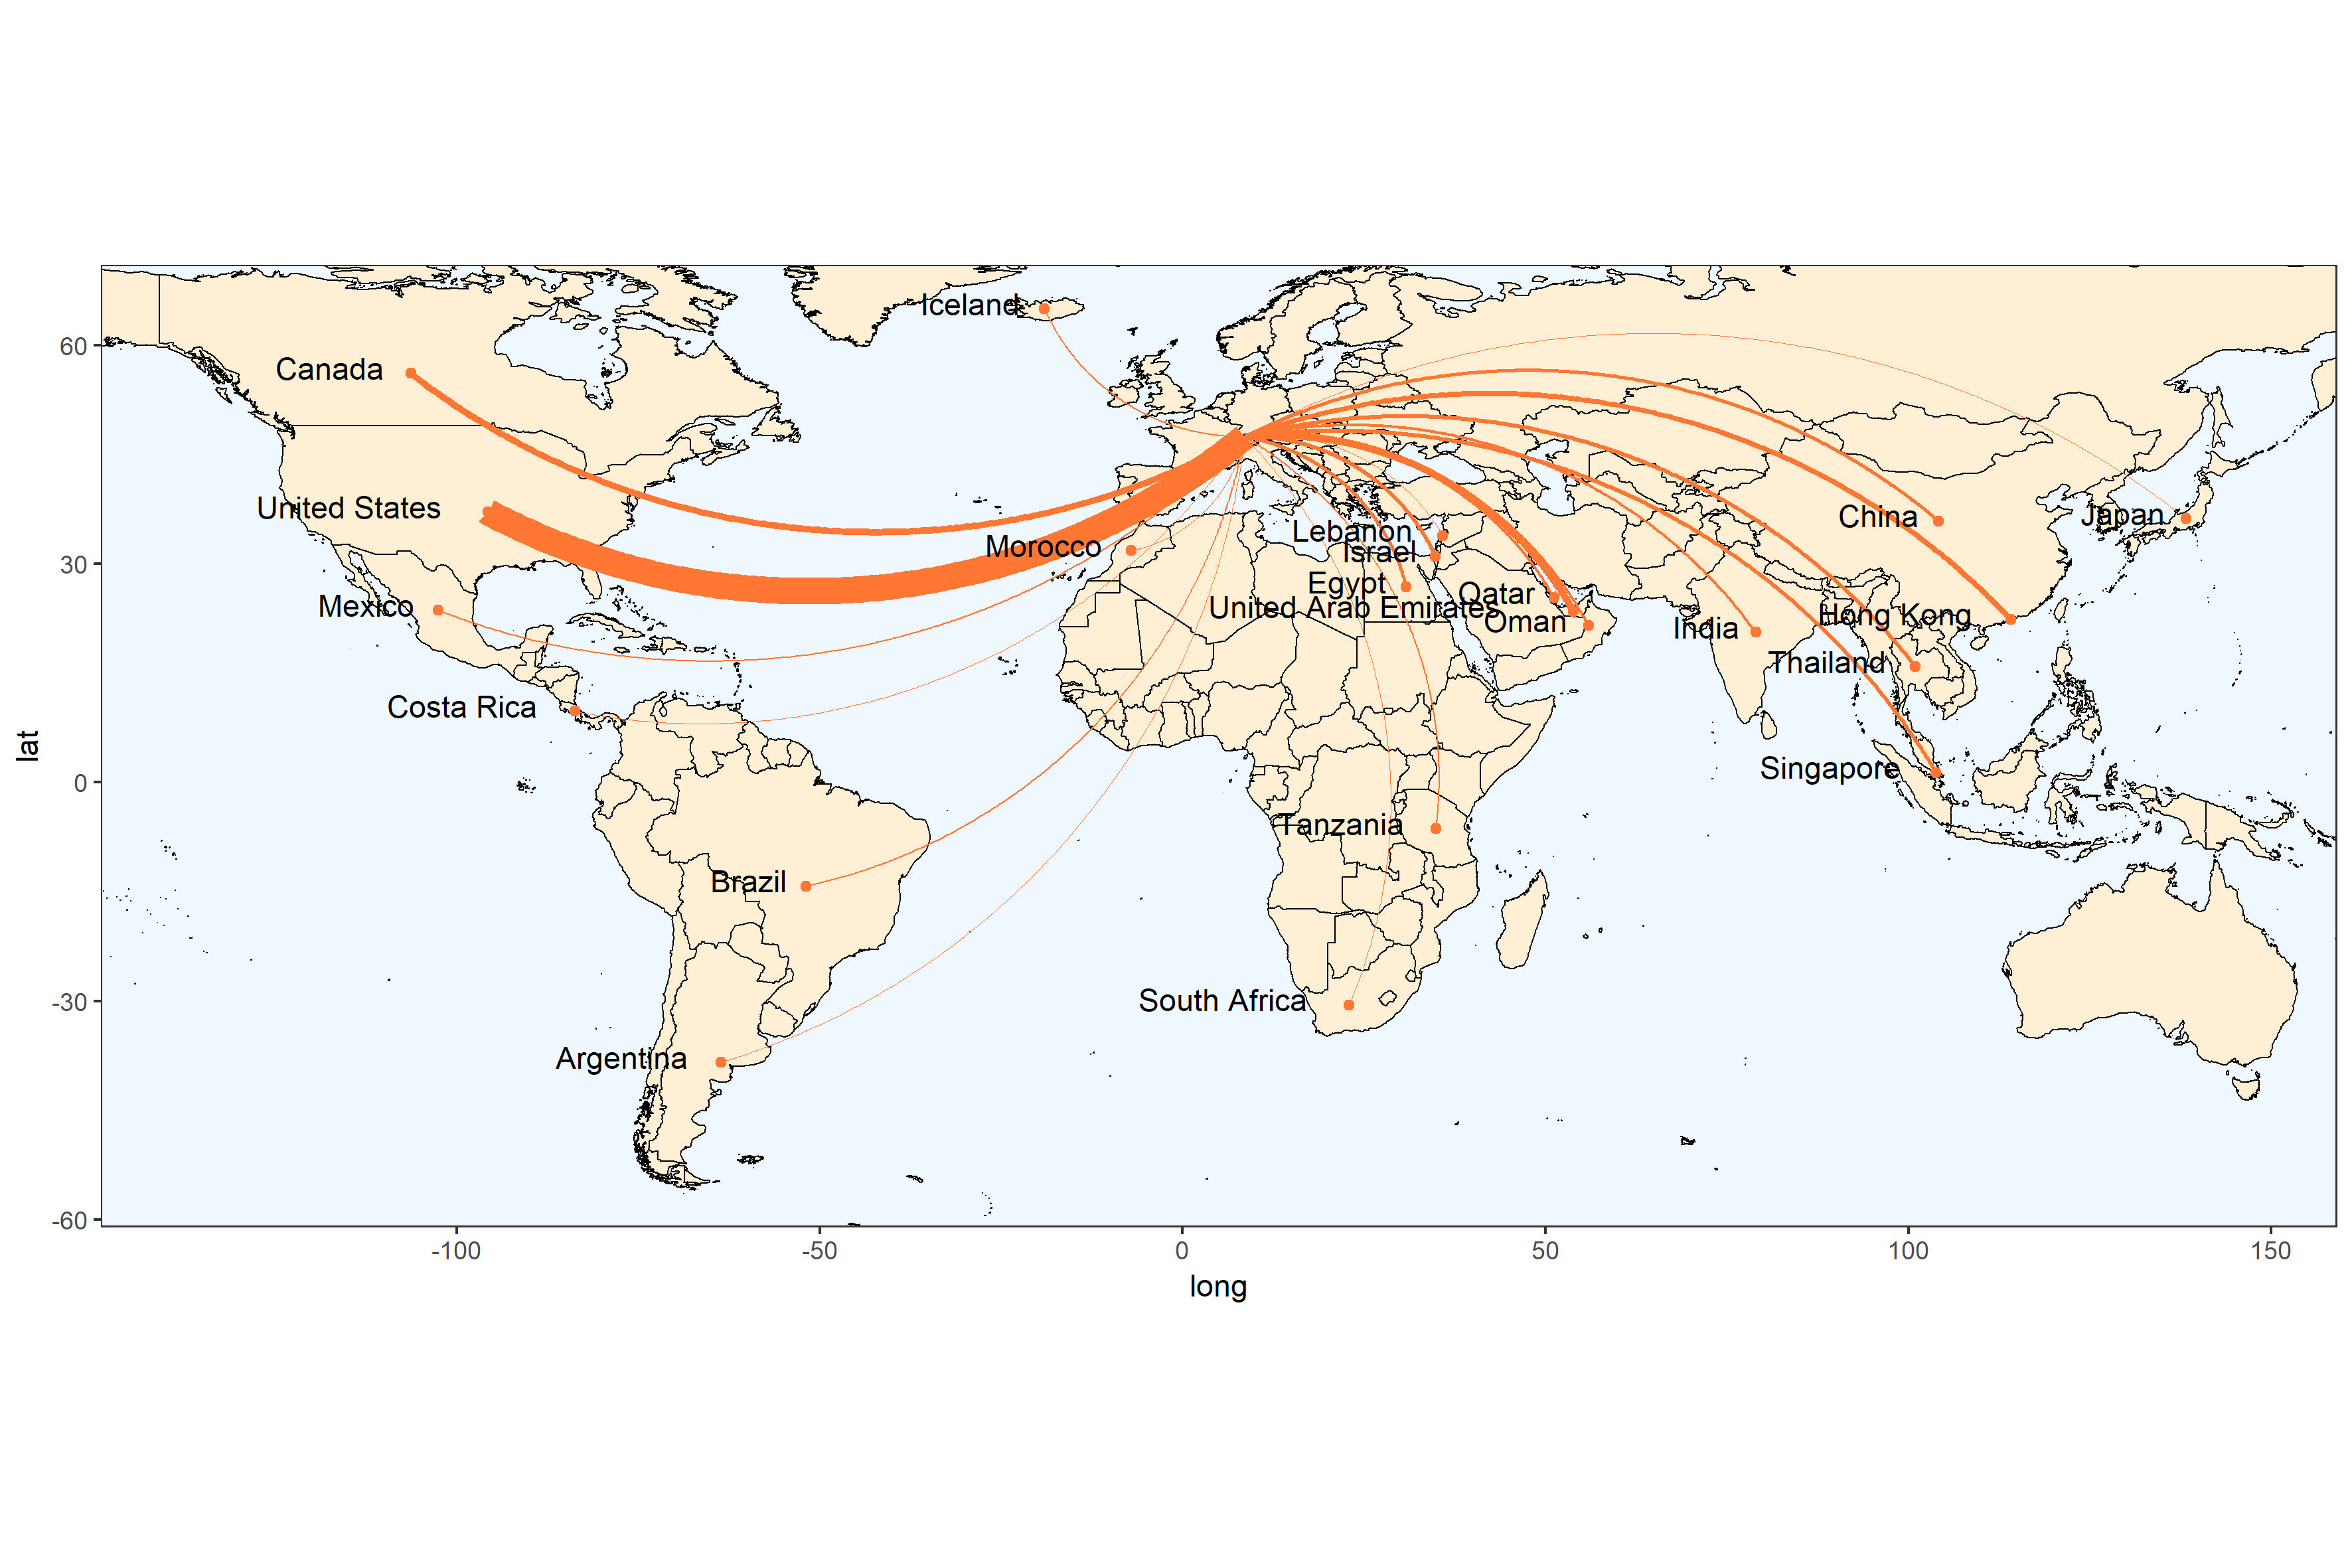 Iceland
60
Canada
United States
China
Japan
Lebanon
Morocco
Israel
30
Egypt
Qatar
United Arab Emirates
Mexico
Oman
Hong Kong
India
Thailand
Costa Rica
lat
Singapore
0
Tanzania
Brazil
-30
South Africa
Argentina
-60
-100
-50
0
50
100
150
long